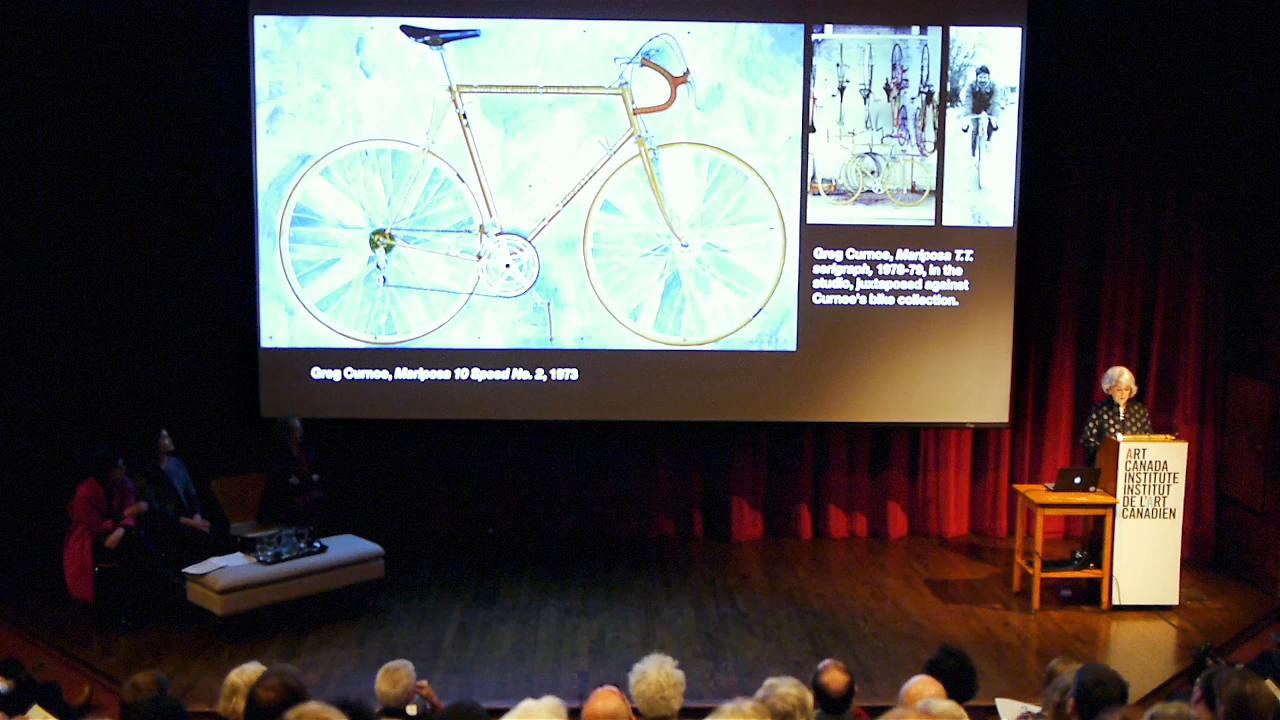 Greg Curnoe, Mariposa T.T.
serigraph, 1978-79, in the
studio, juxtaposed against
Curnoe's bike collection.
Greg Curnoe, Mariposa 10 Speed No. 2, 1973
ART
CANADA
INSTITUTE
INSTITUT
DE L'ART
CANADIEN